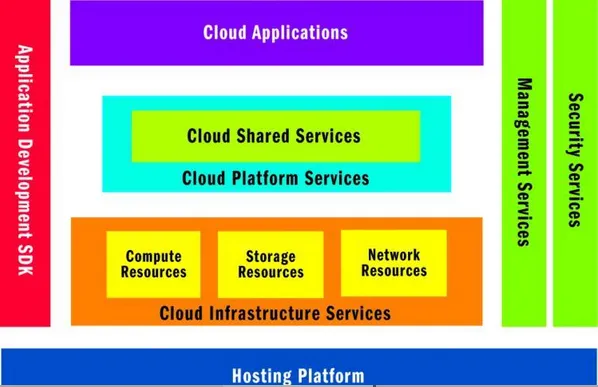 Application Development SDK
Cloud Applications
Cloud Shared Services
Cloud Platform Services
Compute
Resources
Storage
Resources
Network
Resources
Cloud Infrastructure Services
Management Services
Security Services
Hosting Platform